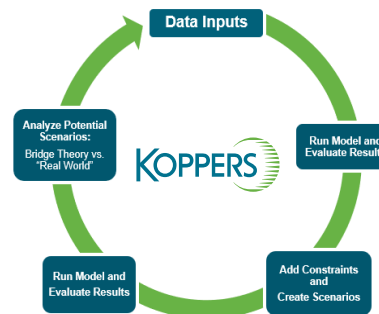 Data Inputs
Run Model and
Evaluate Results
Add Constraints
and
Create Scenarios
Run Model and
Evaluate Results
Analyze Potential
Scenarios:
Bridge Theory vs.
"Real World"
KOPPERS